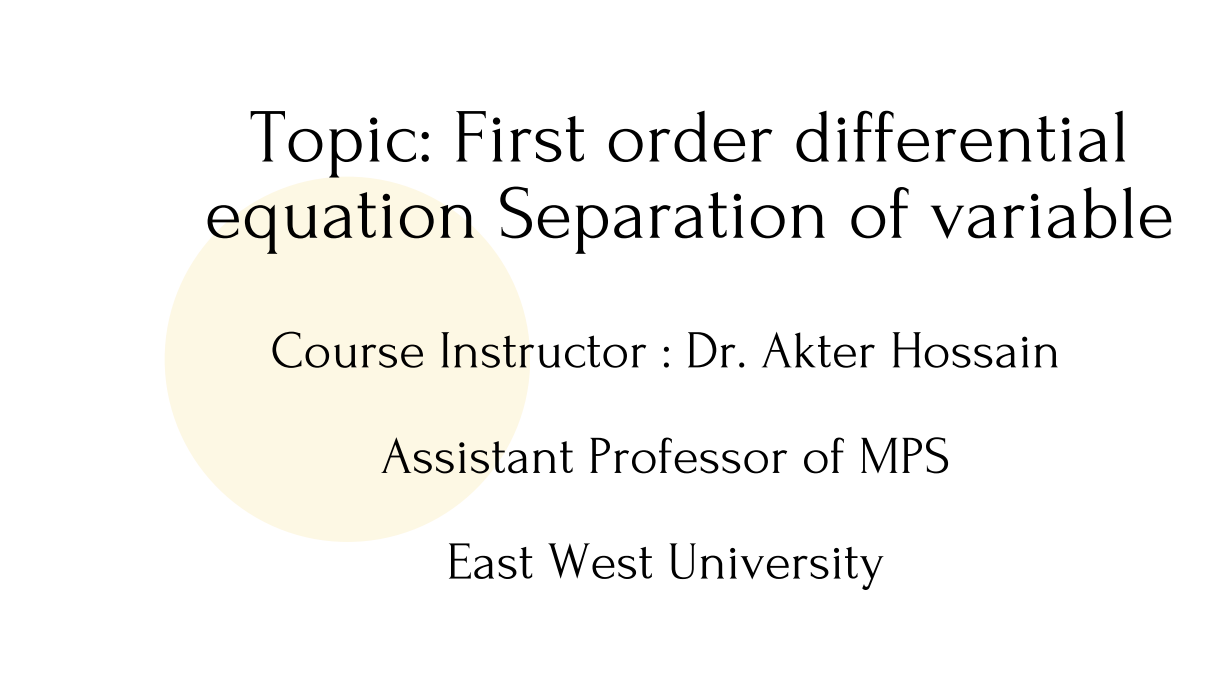 Topic: First order differential
equation Separation of variable
Course Instructor : Dr. Akter Hossain
Assistant Professor of MPS
East West University